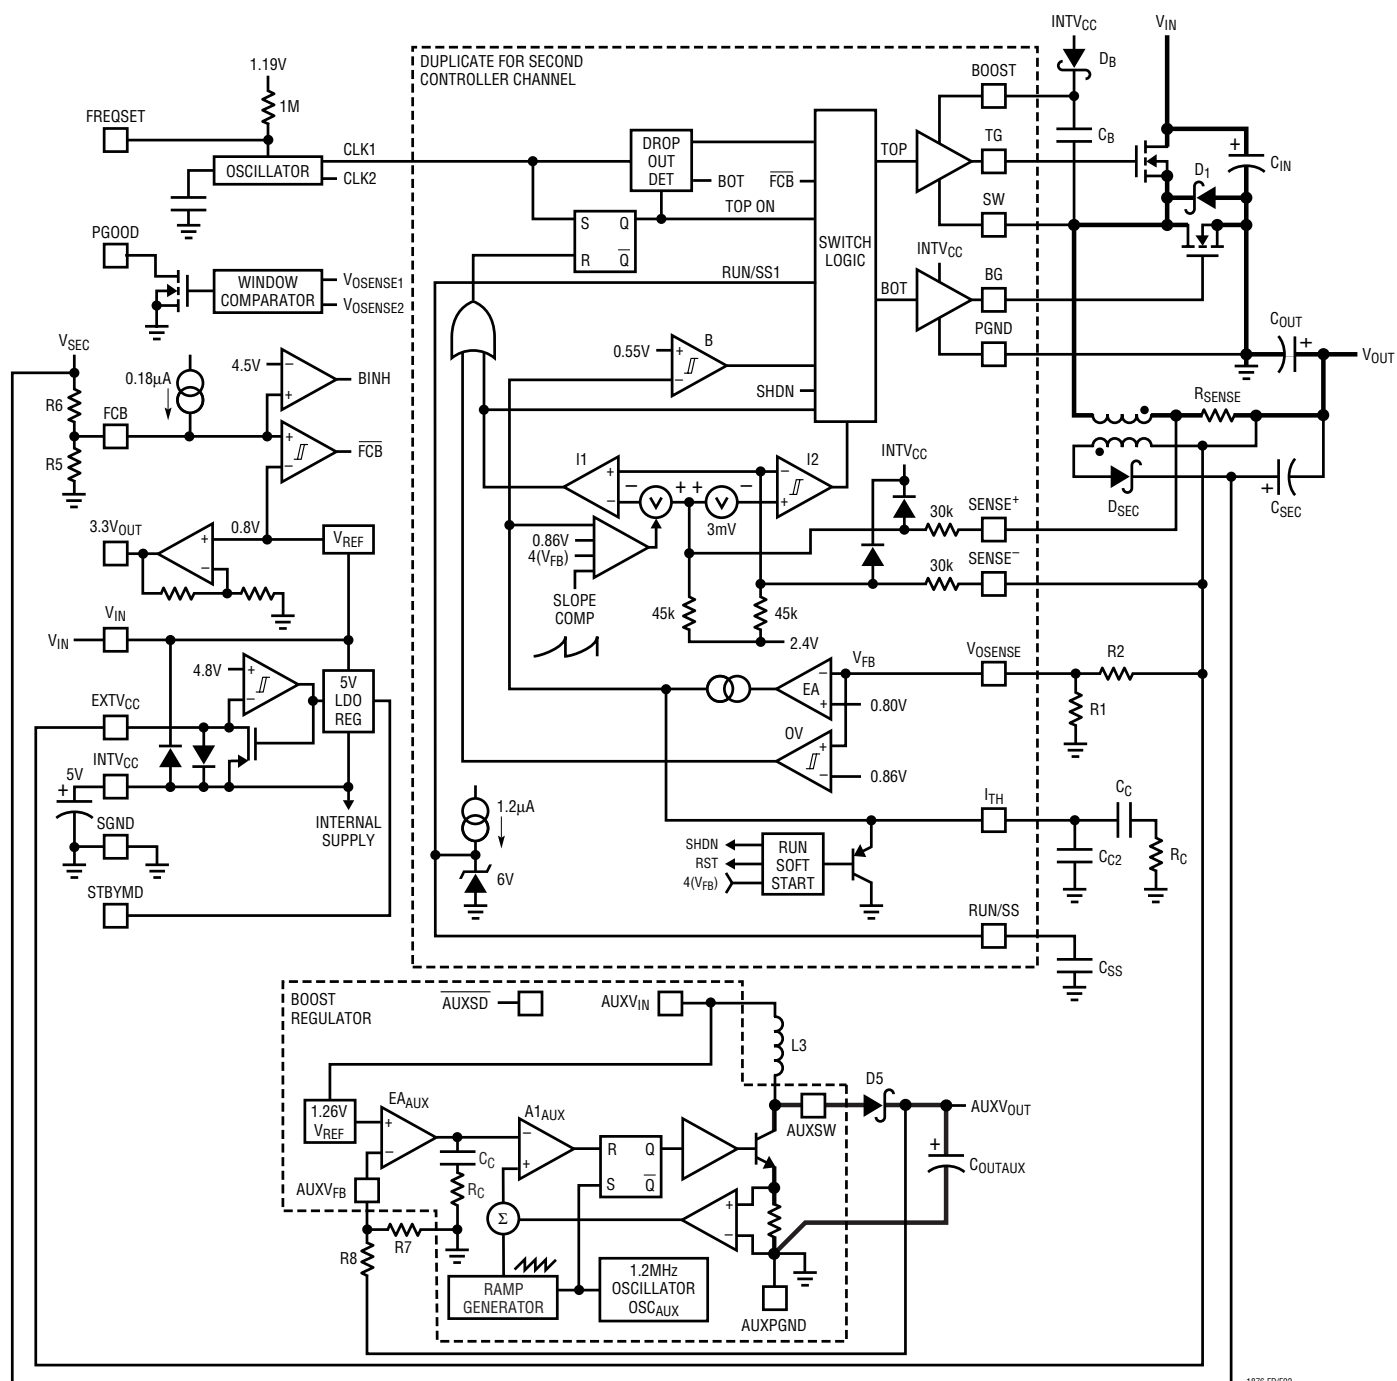 INTVCC
VIN
1.19V
1M
FREQSET
OSCILLATOR
CLK1
CLK2
PGOOD
WINDOW
COMPARATOR
VOSENSE1
VOSENSE2
VSEC
R6
R5
FCB
0.18µA
4.5V
−
+
BINH
+
−
FCB
3.3VOUT
0.8V
+
−
VREF
VIN
VIN
4.8V
+
−
5V
LDO
REG
EXTVCC
INTVCC
5V
+
SGND
INTERNAL
SUPPLY
STBYMD
DUPLICATE FOR SECOND
CONTROLLER CHANNEL
DROP
OUT
DET
BOT
FCB
TOP ON
S Q
R Q
RUN/SS1
SWITCH
LOGIC
0.55V
+
−
B
SHDN
TOP
BOT
INTVCC
BOOST
TG
SW
BG
PGND
DB
CB
D1
+
CIN
COUT
+
VOUT
RSENSE
DSEC
+
CSEC
I1
+
−
− + + −
3mV
I2
−
+
INTVCC
30k
SENSE+
30k
SENSE−
0.86V
4(VFB)
SLOPE
COMP
45k
45k
2.4V
VFB
VOSENSE
R2
R1
−
EA
+
0.80V
OV
+
−
0.86V
ITH
CC
CC2
RC
1.2µA
6V
SHDN
RST
4(VFB)
RUN
SOFT
START
RUN/SS
CSS
BOOST
REGULATOR
AUXSD
AUXVIN
L3
D5
AUXVOUT
AUXSW
+
COUTAUX
1.26V
VREF
EAAUX
+
−
AUXVFB
CC
RC
A1AUX
−
+
R Q
S Q
Σ
+
−
R7
R8
RAMP
GENERATOR
1.2MHz
OSCILLATOR
OSCAUX
AUXPGND